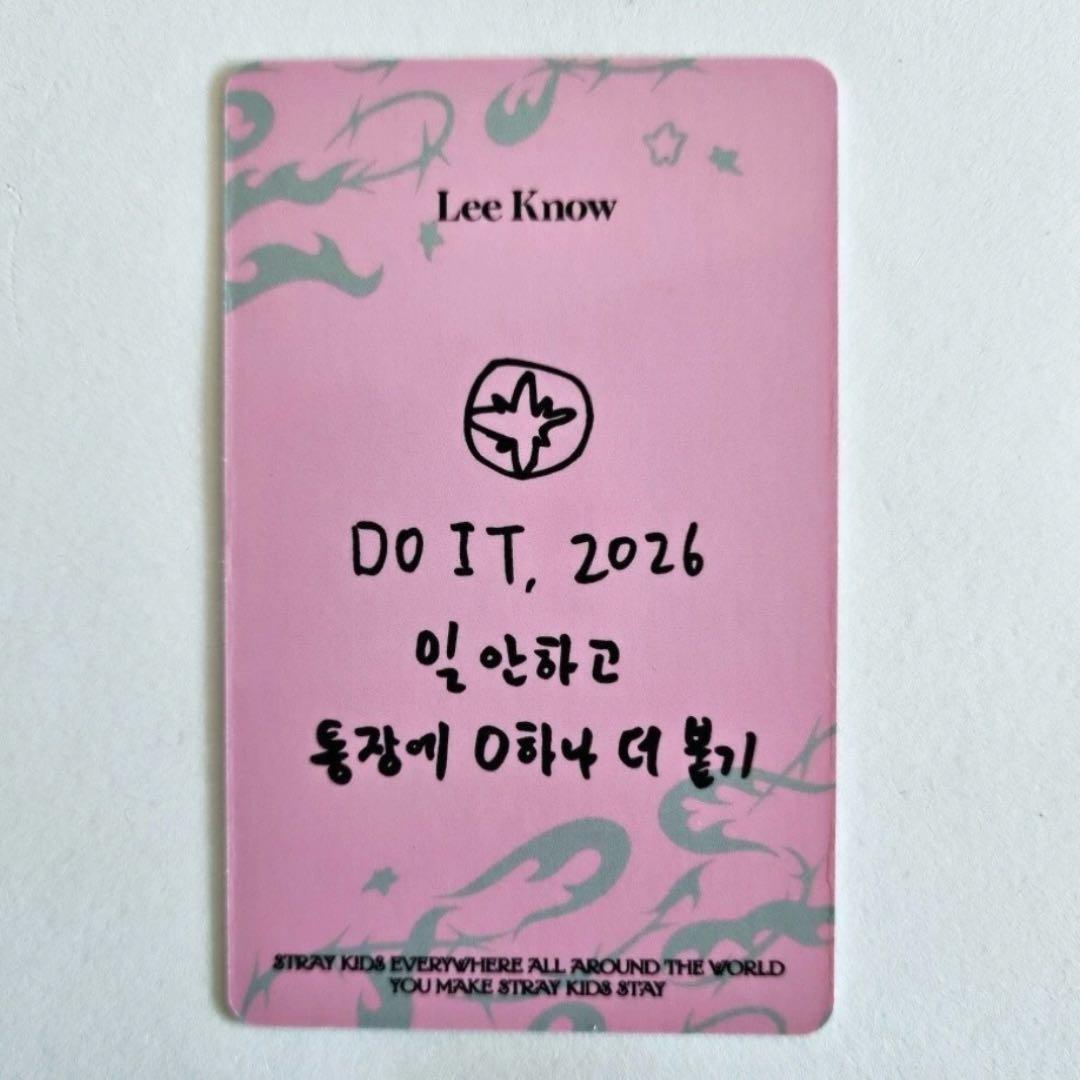 Lee Know
DO IT, 2026
일 안하고
통장에 0하나 더 붙기
STRAY KIDS EVERYWHERE ALL AROUND THE WORLD
YOU MAKE STRAY KIDS STAY